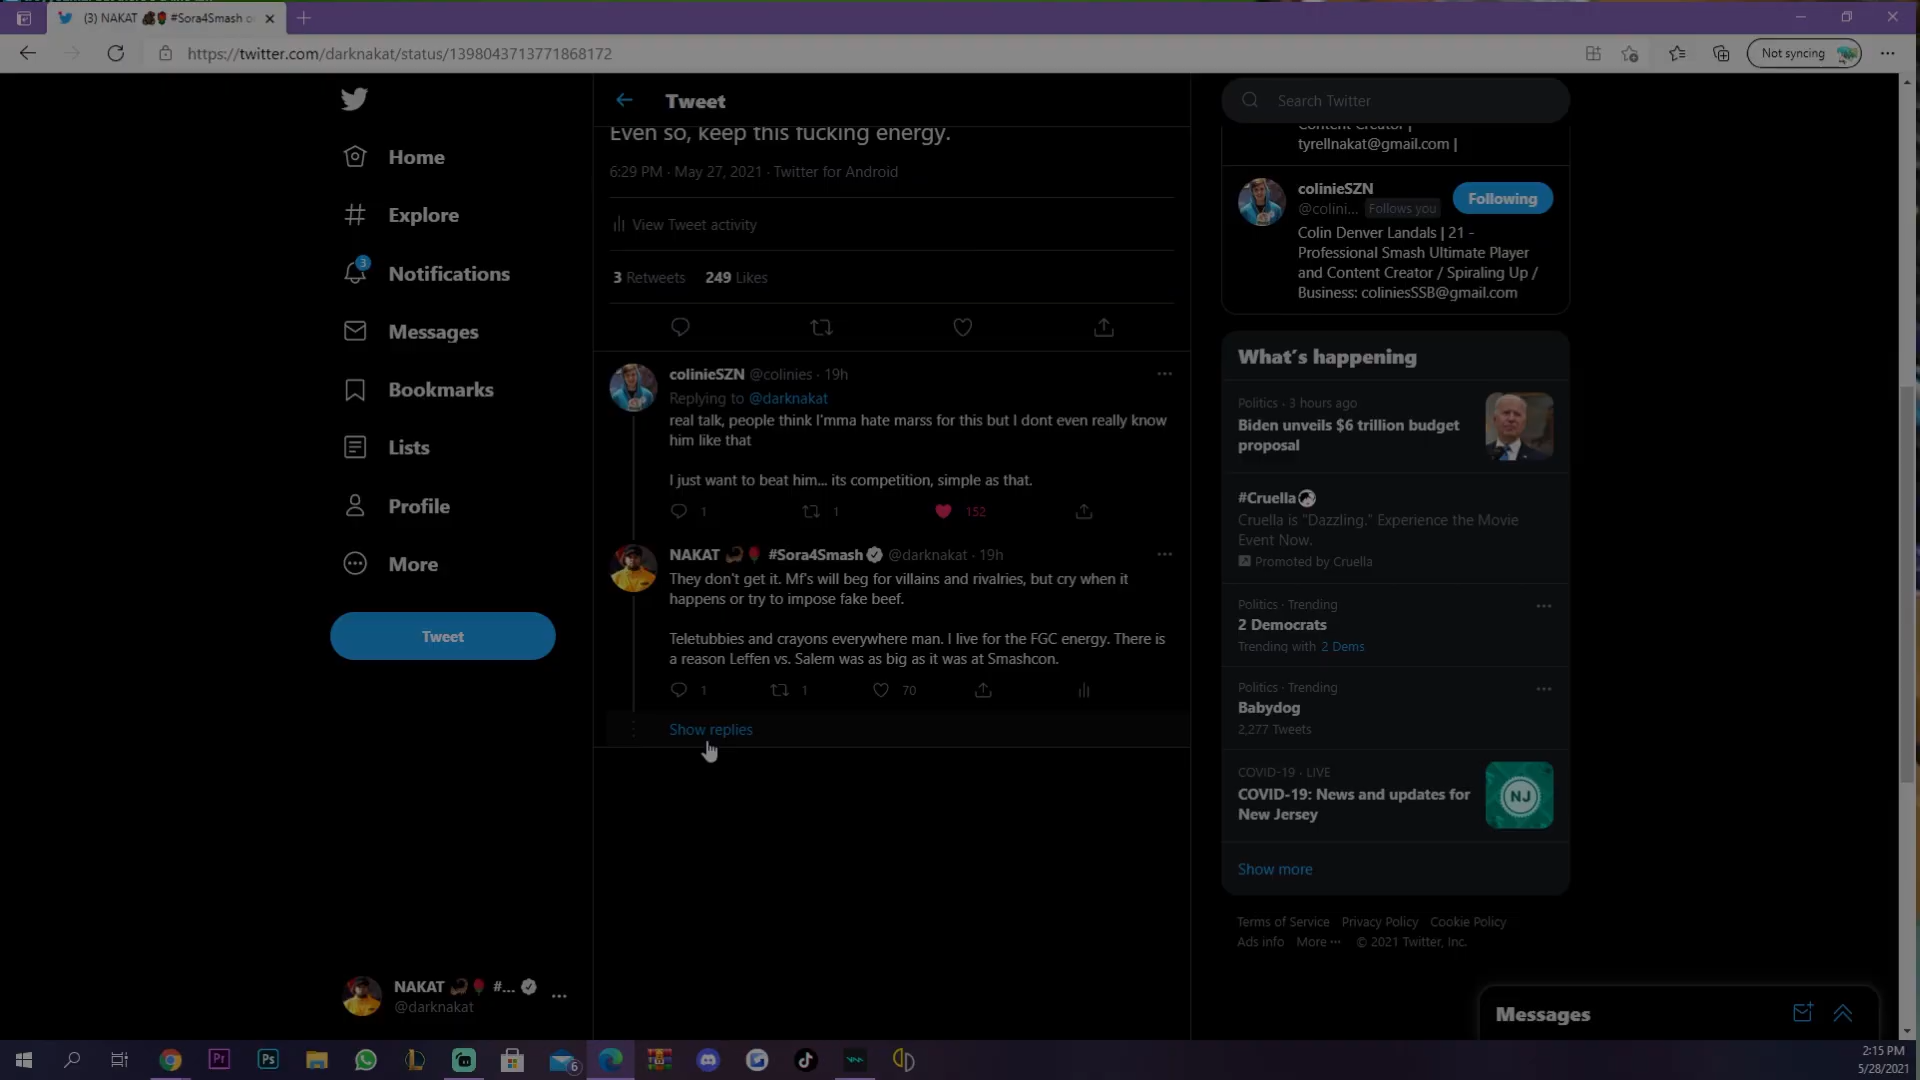 (3) NAKAT #Sora4Smash o
https://twitter.com/darknakat/status/1398043713771868172
Not syncing
Home
Explore
3
Notifications
Messages
Bookmarks
Lists
Profile
More
Tweet
NAKAT #...
@darknakat
Tweet
Even so, keep this fucking energy.
6:29 PM · May 27, 2021 · Twitter for Android
View Tweet activity
3 Retweets 249 Likes
colinieSZN @colinies · 19h
Replying to @darknakat
real talk, people think I'mma hate marss for this but I dont even really know
him like that
I just want to beat him... its competition, simple as that.
1 1 152
NAKAT #Sora4Smash @darknakat · 19h
They don't get it. Mf's will beg for villains and rivalries, but cry when it
happens or try to impose fake beef.
Teletubbies and crayons everywhere man. I live for the FGC energy. There is
a reason Leffen vs. Salem was as big as it was at Smashcon.
1 1 70
Show replies
Search Twitter
Content Creator |
tyrellnakat@gmail.com |
colinieSZN
@colini... Follows you
Following
Colin Denver Landals | 21 -
Professional Smash Ultimate Player
and Content Creator / Spiraling Up /
Business: coliniesSSB@gmail.com
What's happening
Politics · 3 hours ago
Biden unveils $6 trillion budget
proposal
#Cruella
Cruella is "Dazzling." Experience the Movie
Event Now.
Promoted by Cruella
Politics · Trending
2 Democrats
Trending with 2 Dems
Politics · Trending
Babydog
2,277 Tweets
COVID-19 · LIVE
COVID-19: News and updates for
New Jersey
NJ
Show more
Terms of Service Privacy Policy Cookie Policy
Ads info More ··· © 2021 Twitter, Inc.
Messages
Pr
Ps
6
2:15 PM
5/28/2021